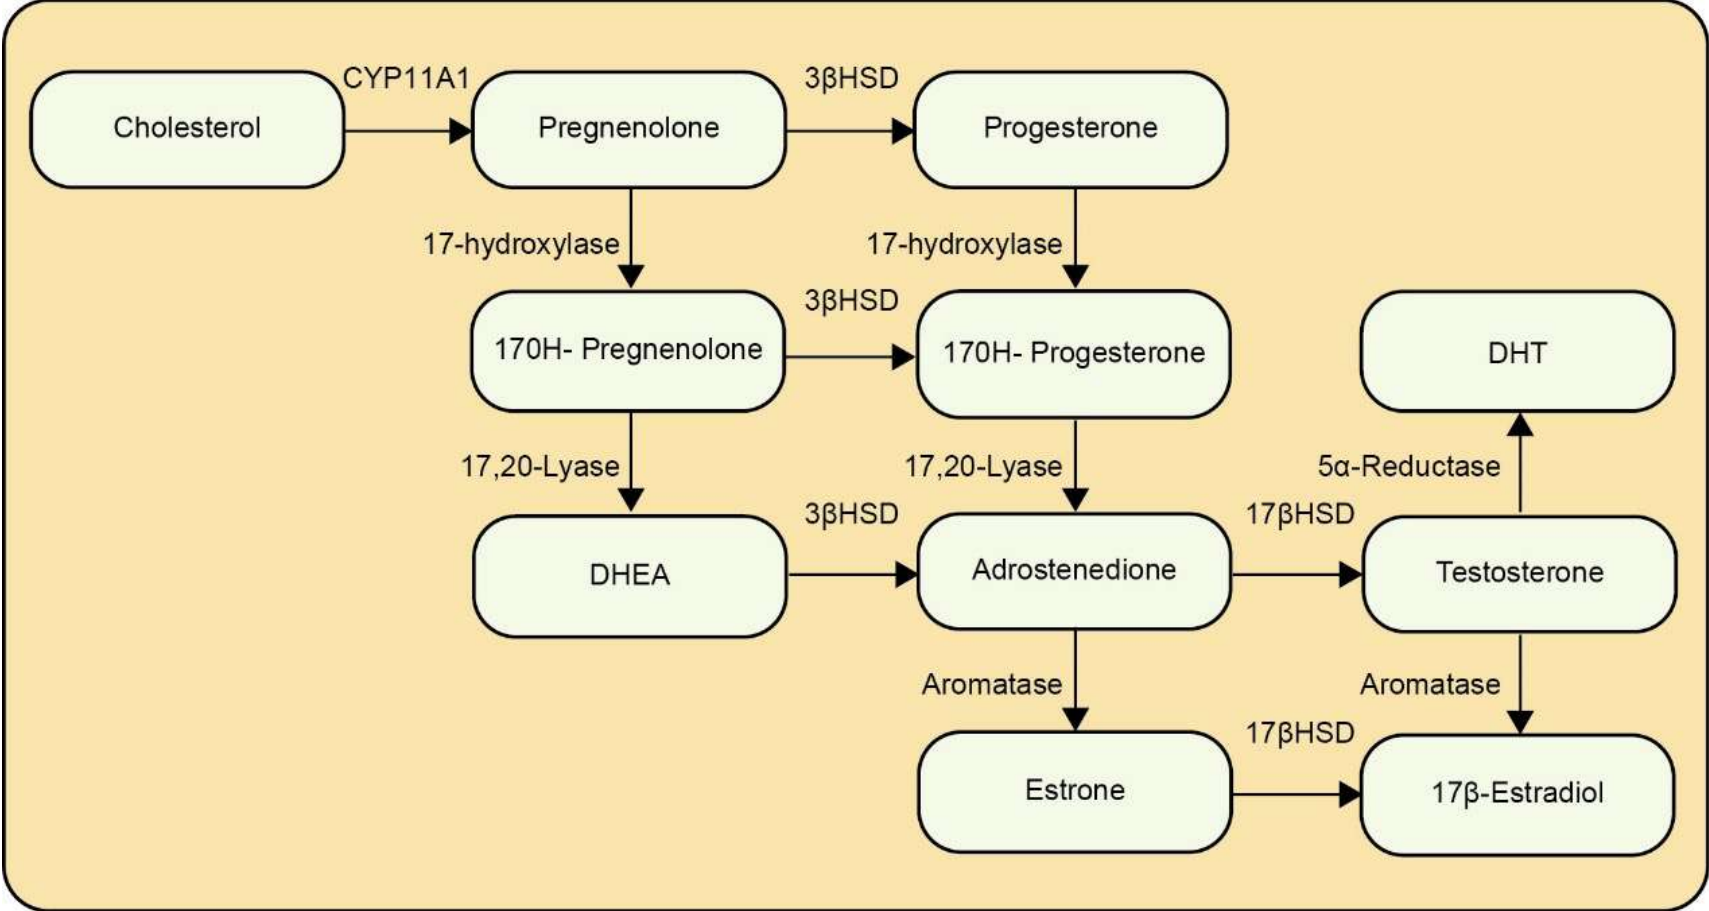 CYP11A1
3βHSD
Cholesterol
Pregnenolone
Progesterone
17-hydroxylase
17-hydroxylase
3βHSD
170H- Pregnenolone
170H- Progesterone
DHT
17,20-Lyase
17,20-Lyase
5α-Reductase
3βHSD
17βHSD
DHEA
Adrostenedione
Testosterone
Aromatase
Aromatase
17βHSD
Estrone
17β-Estradiol